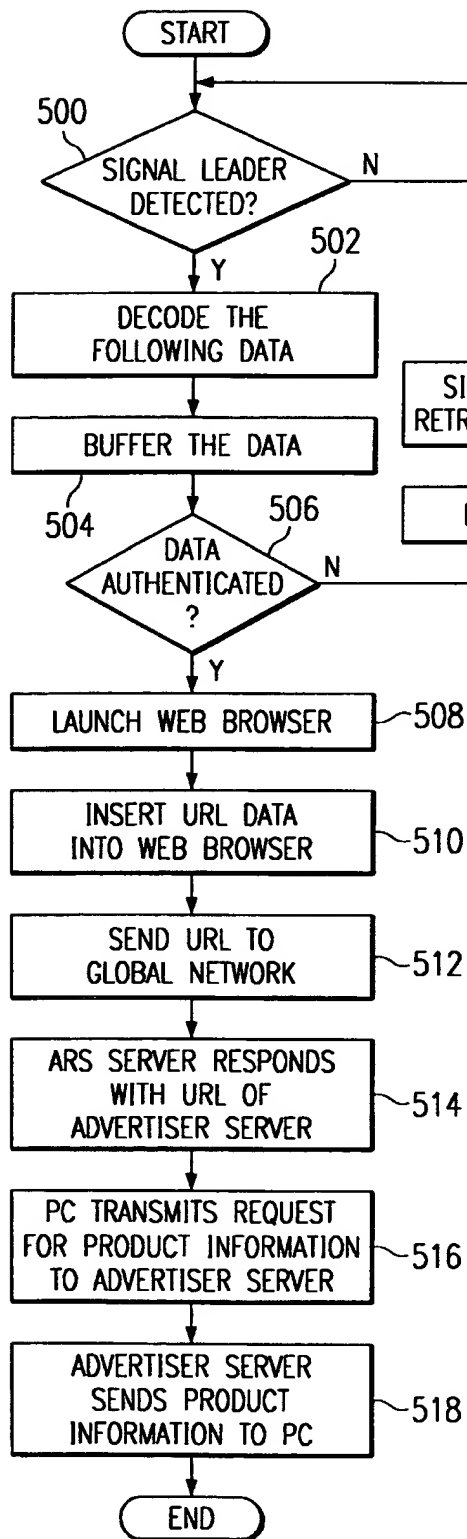 START
500
SIGNAL LEADER
DETECTED?
N
Y
502
DECODE THE
FOLLOWING DATA
BUFFER THE DATA
504
506
DATA
AUTHENTICATED
?
N
Y
LAUNCH WEB BROWSER
508
INSERT URL DATA
INTO WEB BROWSER
510
SEND URL TO
GLOBAL NETWORK
512
ARS SERVER RESPONDS
WITH URL OF
ADVERTISER SERVER
514
PC TRANSMITS REQUEST
FOR PRODUCT INFORMATION
TO ADVERTISER SERVER
516
ADVERTISER SERVER
SENDS PRODUCT
INFORMATION TO PC
518
END